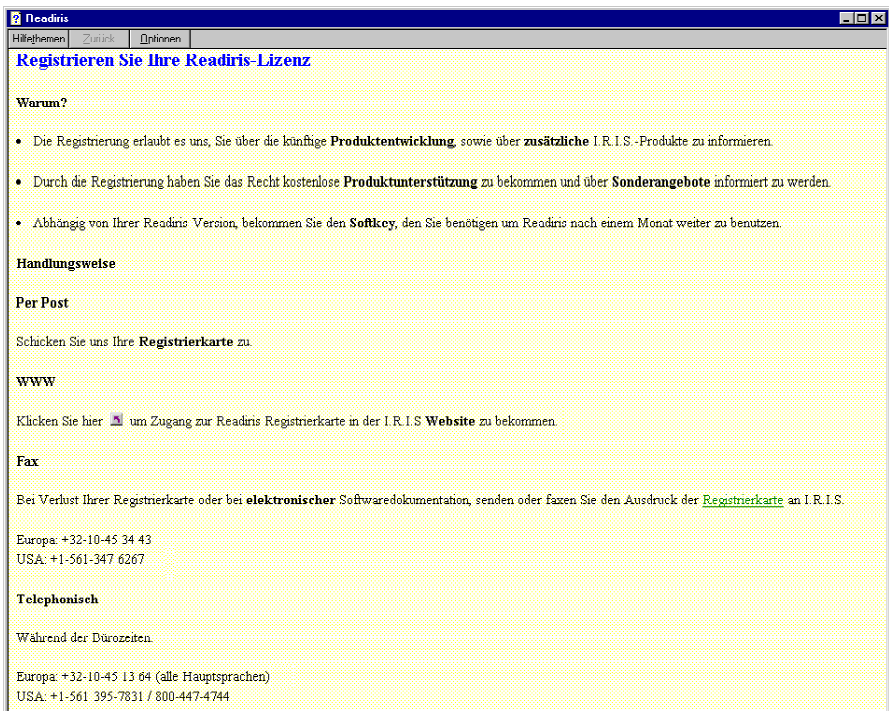 Readiris
Hilfethemen Zurück Optionen
Registrieren Sie Ihre Readiris-Lizenz
Warum?
• Die Registrierung erlaubt es uns, Sie über die künftige Produktentwicklung, sowie über zusätzliche I.R.I.S.-Produkte zu informieren.
• Durch die Registrierung haben Sie das Recht kostenlose Produktunterstützung zu bekommen und über Sonderangebote informiert zu werden.
• Abhängig von Ihrer Readiris Version, bekommen Sie den Softkey, den Sie benötigen um Readiris nach einem Monat weiter zu benutzen.
Handlungsweise
Per Post
Schicken Sie uns Ihre Registrierkarte zu.
WWW
Klicken Sie hier um Zugang zur Readiris Registrierkarte in der I.R.I.S Website zu bekommen.
Fax
Bei Verlust Ihrer Registrierkarte oder bei elektronischer Softwaredokumentation, senden oder faxen Sie den Ausdruck der Registrierkarte an I.R.I.S.
Europa: +32-10-45 34 43
USA: +1-561-347 6267
Telephonisch
Während der Bürozeiten.
Europa: +32-10-45 13 64 (alle Hauptsprachen)
USA: +1-561 395-7831 / 800-447-4744